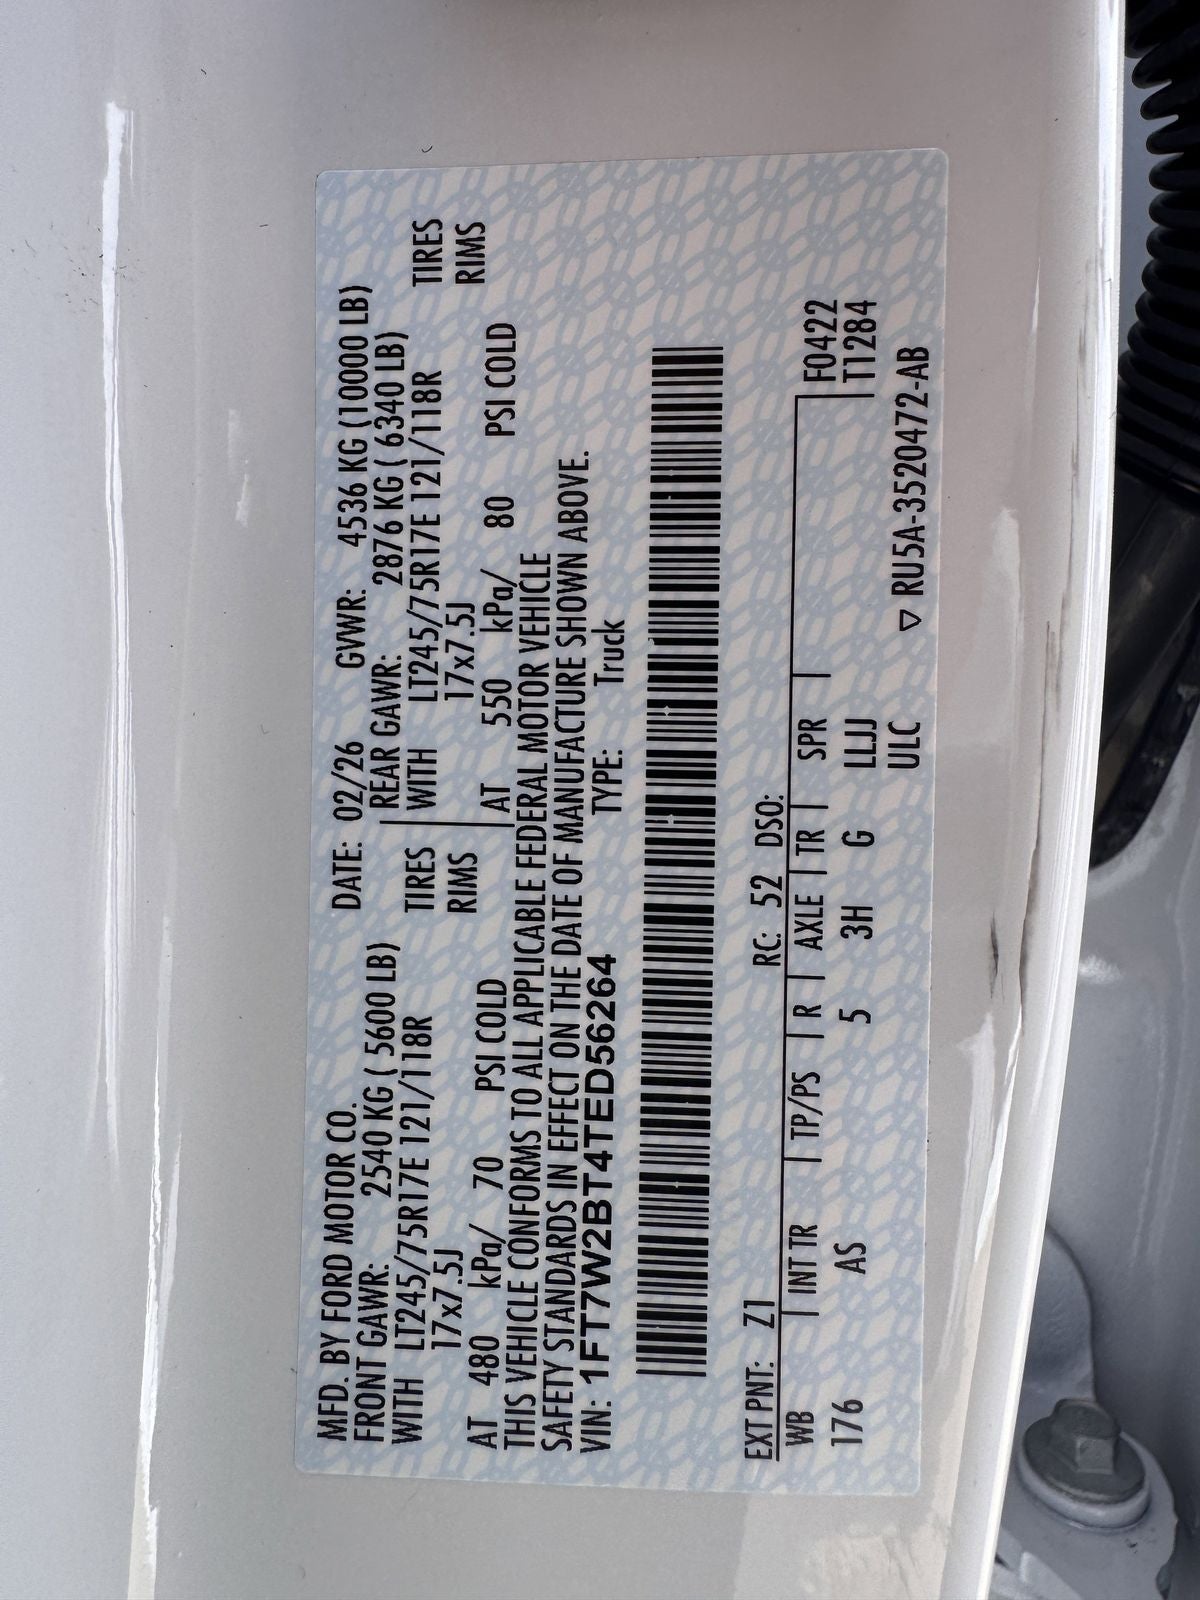 MFD. BY FORD MOTOR CO. DATE: 02/26 GVWR: 4536 KG (10000 LB)
FRONT GAWR: 2540 KG ( 5600 LB) REAR GAWR: 2876 KG ( 6340 LB)
WITH LT245/75R17E 121/118R TIRES WITH LT245/75R17E 121/118R TIRES
17x7.5J RIMS 17x7.5J RIMS
AT 480 kPa/ 70 PSI COLD AT 550 kPa/ 80 PSI COLD
THIS VEHICLE CONFORMS TO ALL APPLICABLE FEDERAL MOTOR VEHICLE
SAFETY STANDARDS IN EFFECT ON THE DATE OF MANUFACTURE SHOWN ABOVE.
VIN: 1FT7W2BT4TED56264 TYPE: Truck
EXT PNT: Z1 RC: 52 DSO:
WB INT TR TP/PS R AXLE TR SPR F0422
176 AS 5 3H G LLJJ T1284
ULC ▽ RU5A-3520472-AB